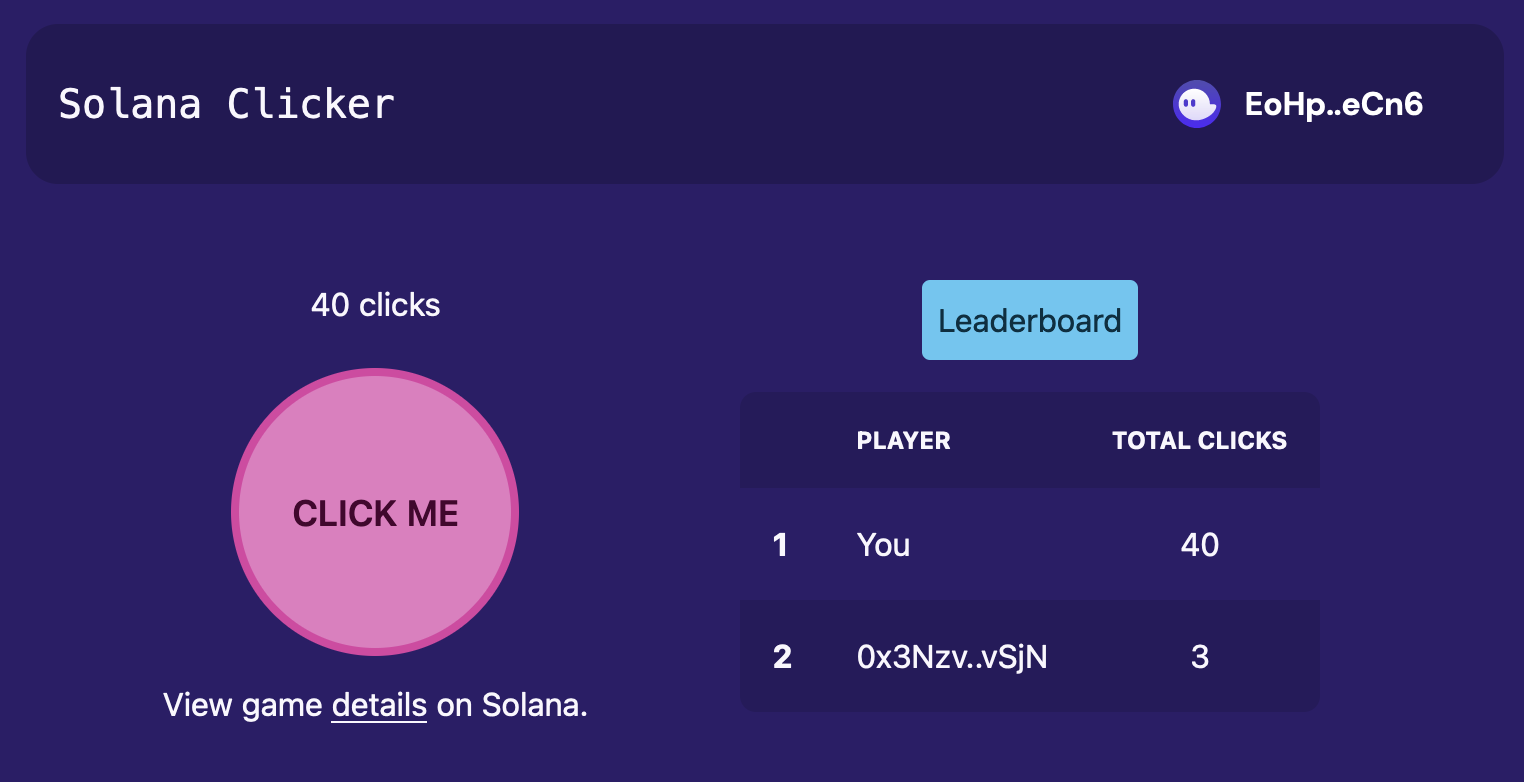 Solana Clicker
EoHp..eCn6
40 clicks
CLICK ME
View game details on Solana.
Leaderboard
PLAYER TOTAL CLICKS
1 You 40
2 0x3Nzv..vSjN 3